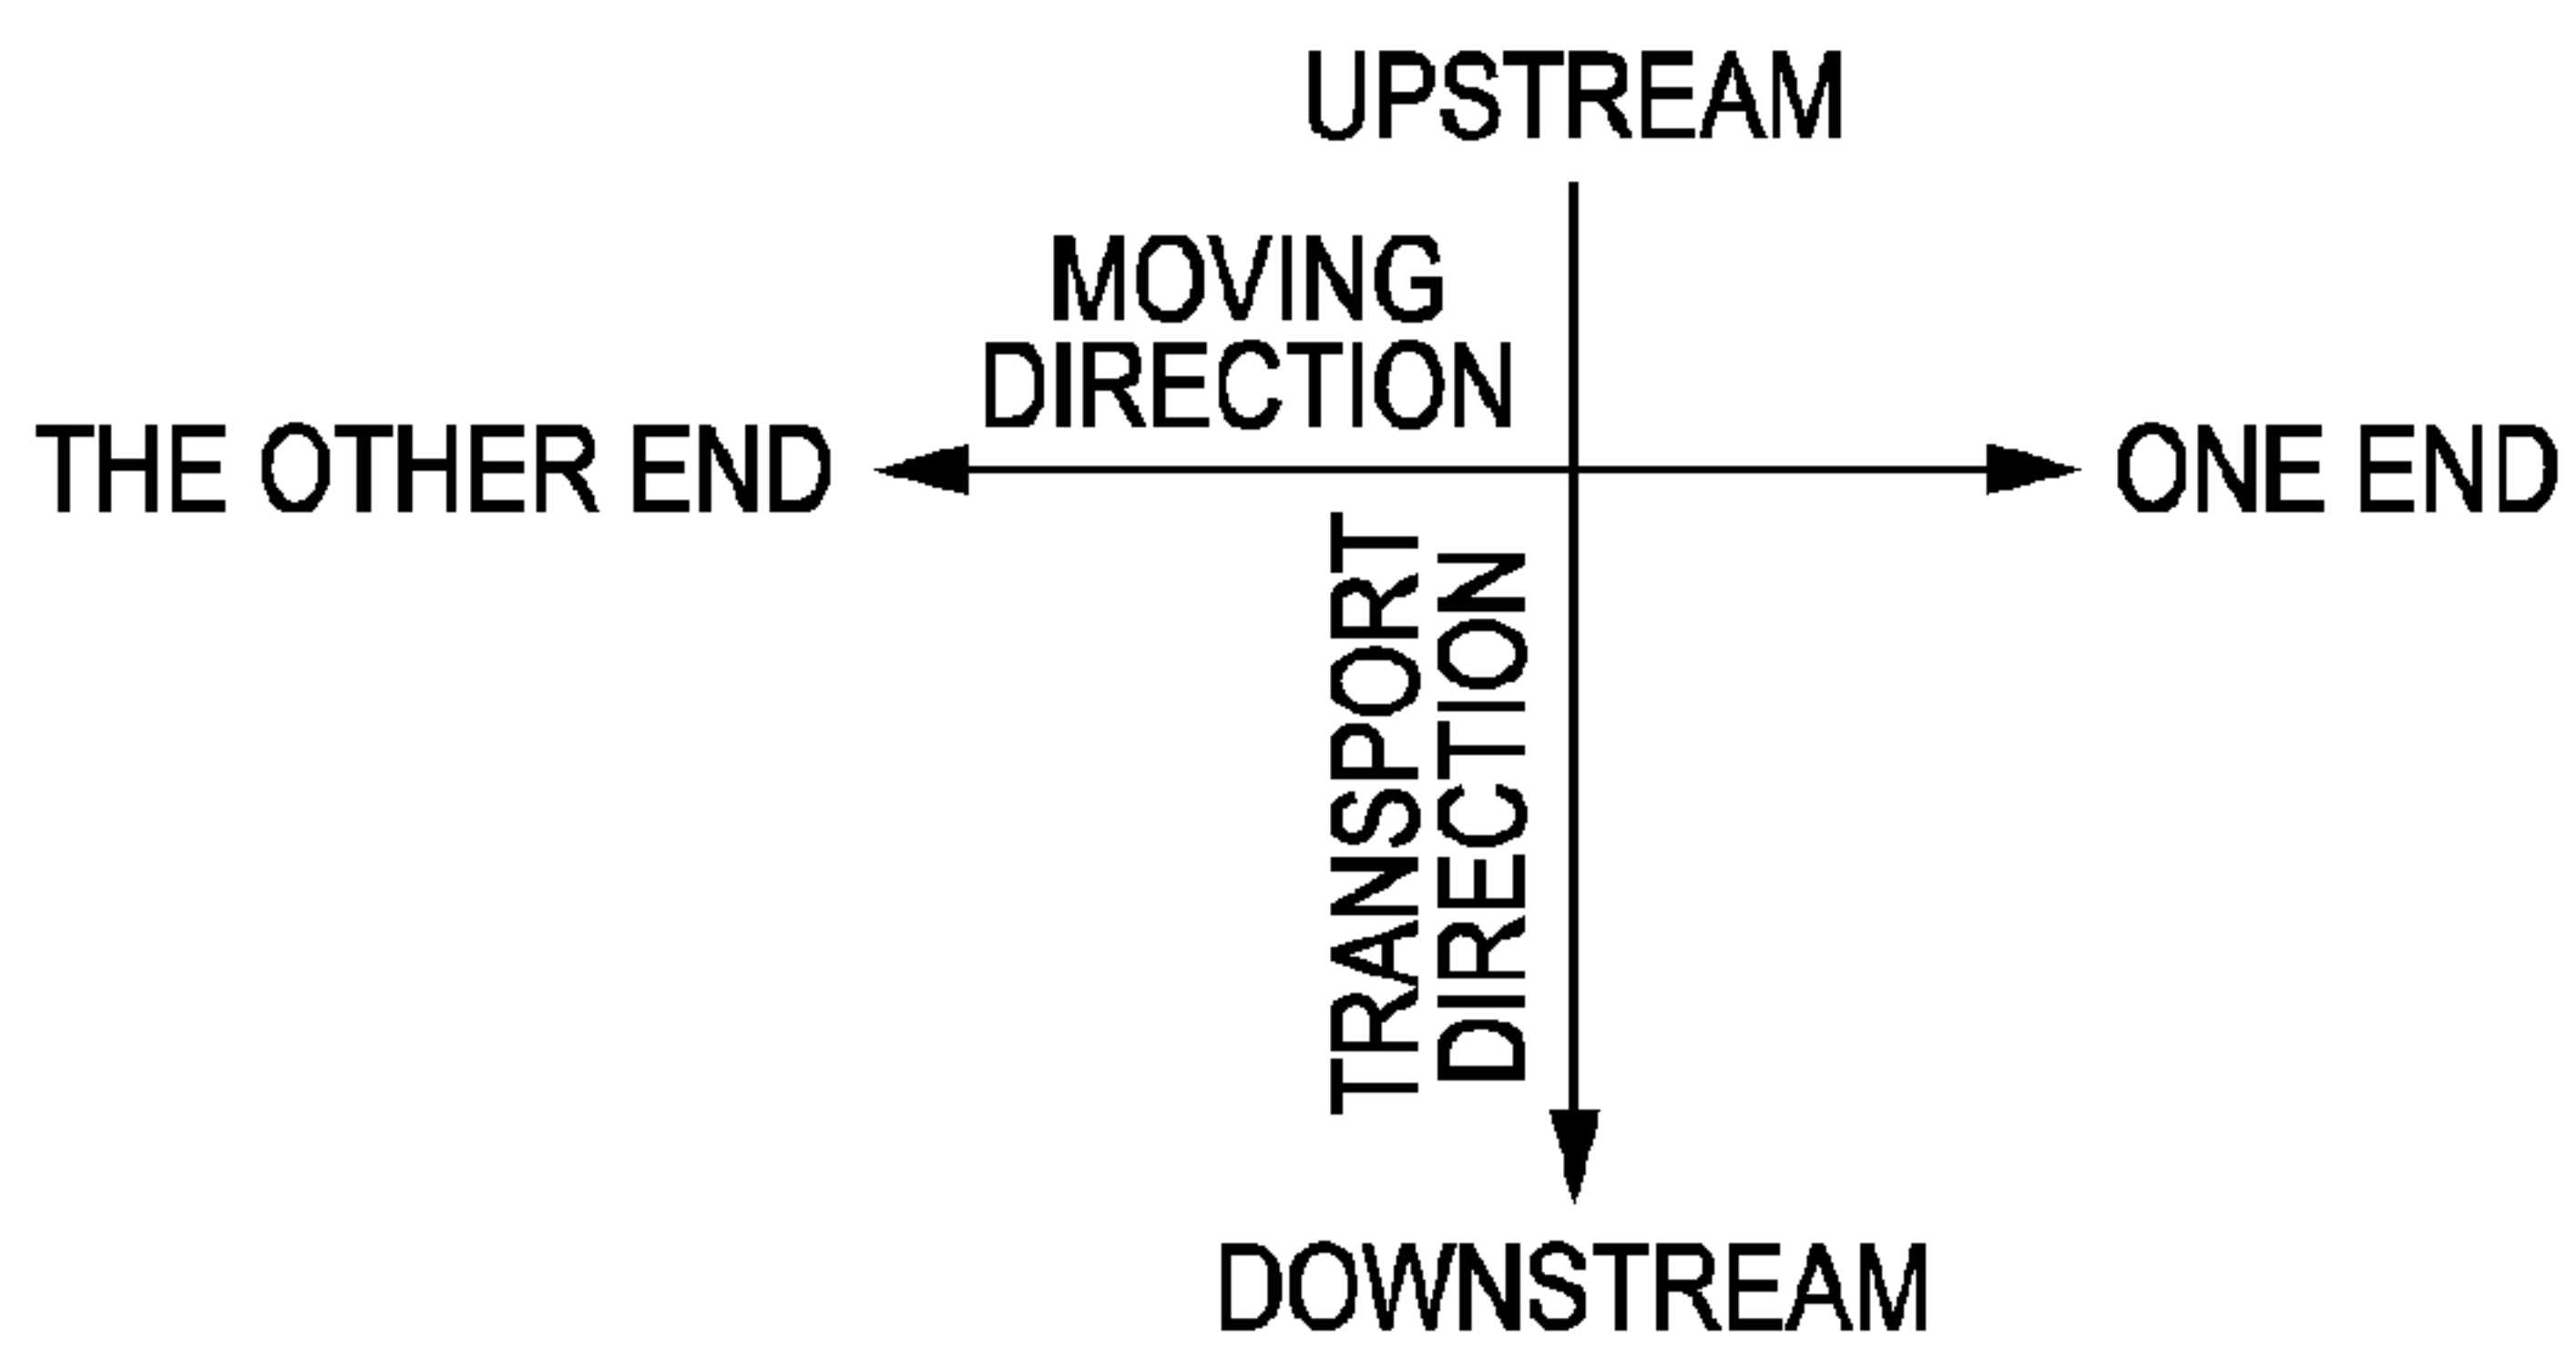 UPSTREAM
MOVING
DIRECTION
THE OTHER END
ONE END
TRANSPORT
DIRECTION
DOWNSTREAM